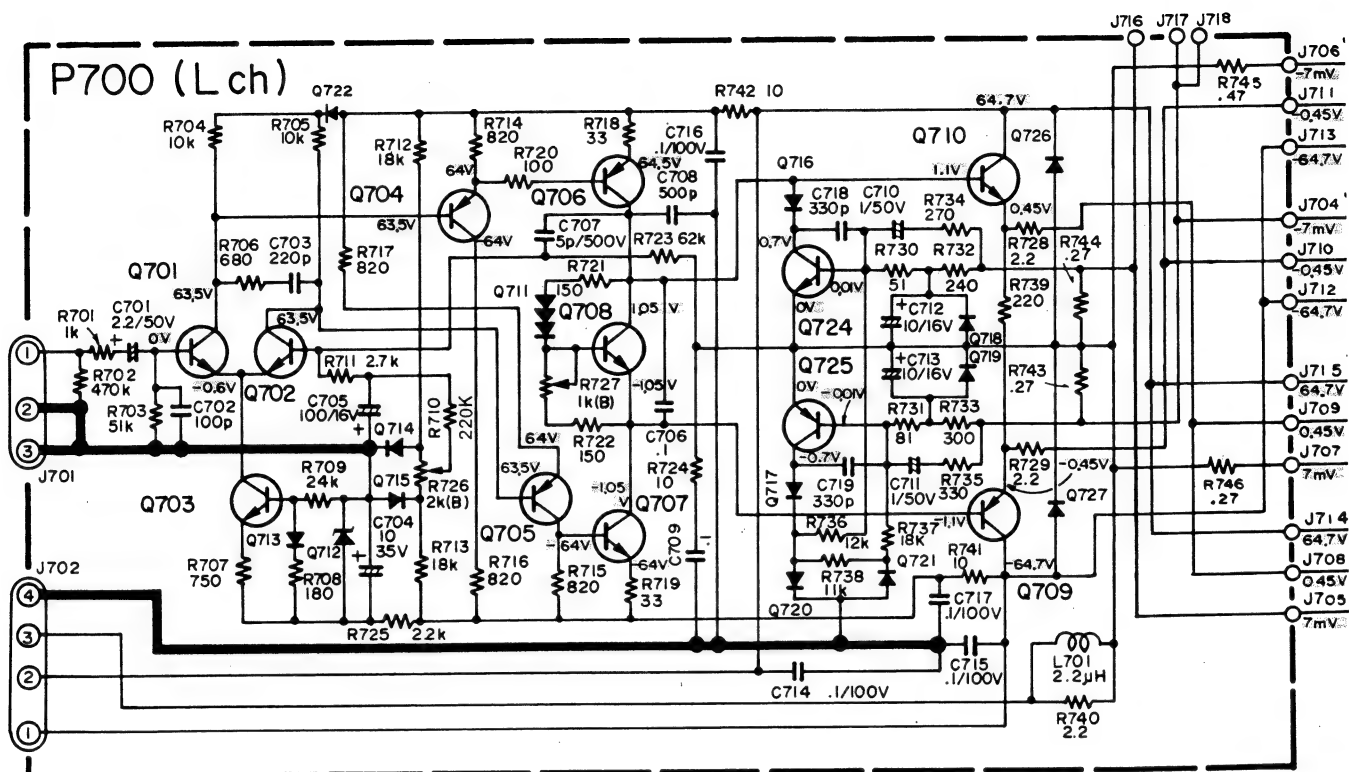 P700 (Lch)
J716 J717 J718
J706'
-7mV
R745
.47
J711
-0.45V
J713
-64.7V
J704'
-7mV
J710
-0.45V
J712
-64.7V
J715
64.7V
J709
0.45V
J707
7mV
R746
.27
J714
64.7V
J708
0.45V
J705
7mV
Q722
R704
10k
R705
10k
R712
18k
R714
820
R718
33
R742 10
C716
.1/100V
64.7V
Q710
Q726
64V
R720
100
64.5V
C708
500p
Q716
1.1V
Q704
Q706
63.5V
64V
C718
330p
C710
1/50V
R734
270
0.45V
R728
2.2
R744
.27
C707
5p/500V
R723 62k
0.7V
R730
51
R732
240
R706
680
C703
220p
R717
820
Q701
63.5V
Q711
R721
150
Q708
1.05V
0.01V
0V
Q724
+
C712
10/16V
Q718
R739
220
R701
1k
C701
2.2/50V
+
0V
63.5V
-0.6V
Q702
R711 2.7k
R727
1k(B)
-1.05V
Q725
0V
+
C713
10/16V
Q719
R743
.27
-0.01V
1
2
3
J701
R702
470k
R703
51k
C702
100p
C705
100/16V
+
Q714
R710
220K
R722
150
C706
.1
R731
81
R733
300
64V
-0.7V
C719
330p
C711
1/50V
R735
330
R729
2.2
-0.45V
Q703
R709
24k
Q715
R726
2k(B)
63.5V
Q705
-1.05
V
Q707
R724
10
Q717
-1.1V
Q727
Q713
Q712
C704
10
35V
+
-64V
-64V
C709
.1
R736
12k
R737
18k
R707
750
R708
180
R713
18k
R716
820
R715
820
R719
33
R738
11k
Q721
R741
10
-64.7V
Q709
Q720
R725
2.2k
C717
.1/100V
C715
.1/100V
C714 .1/100V
L701
2.2μH
R740
2.2
J702
4
3
2
1